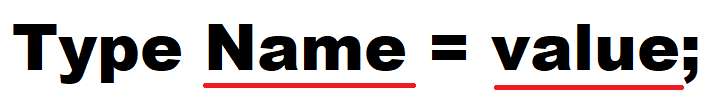 Type Name = value;